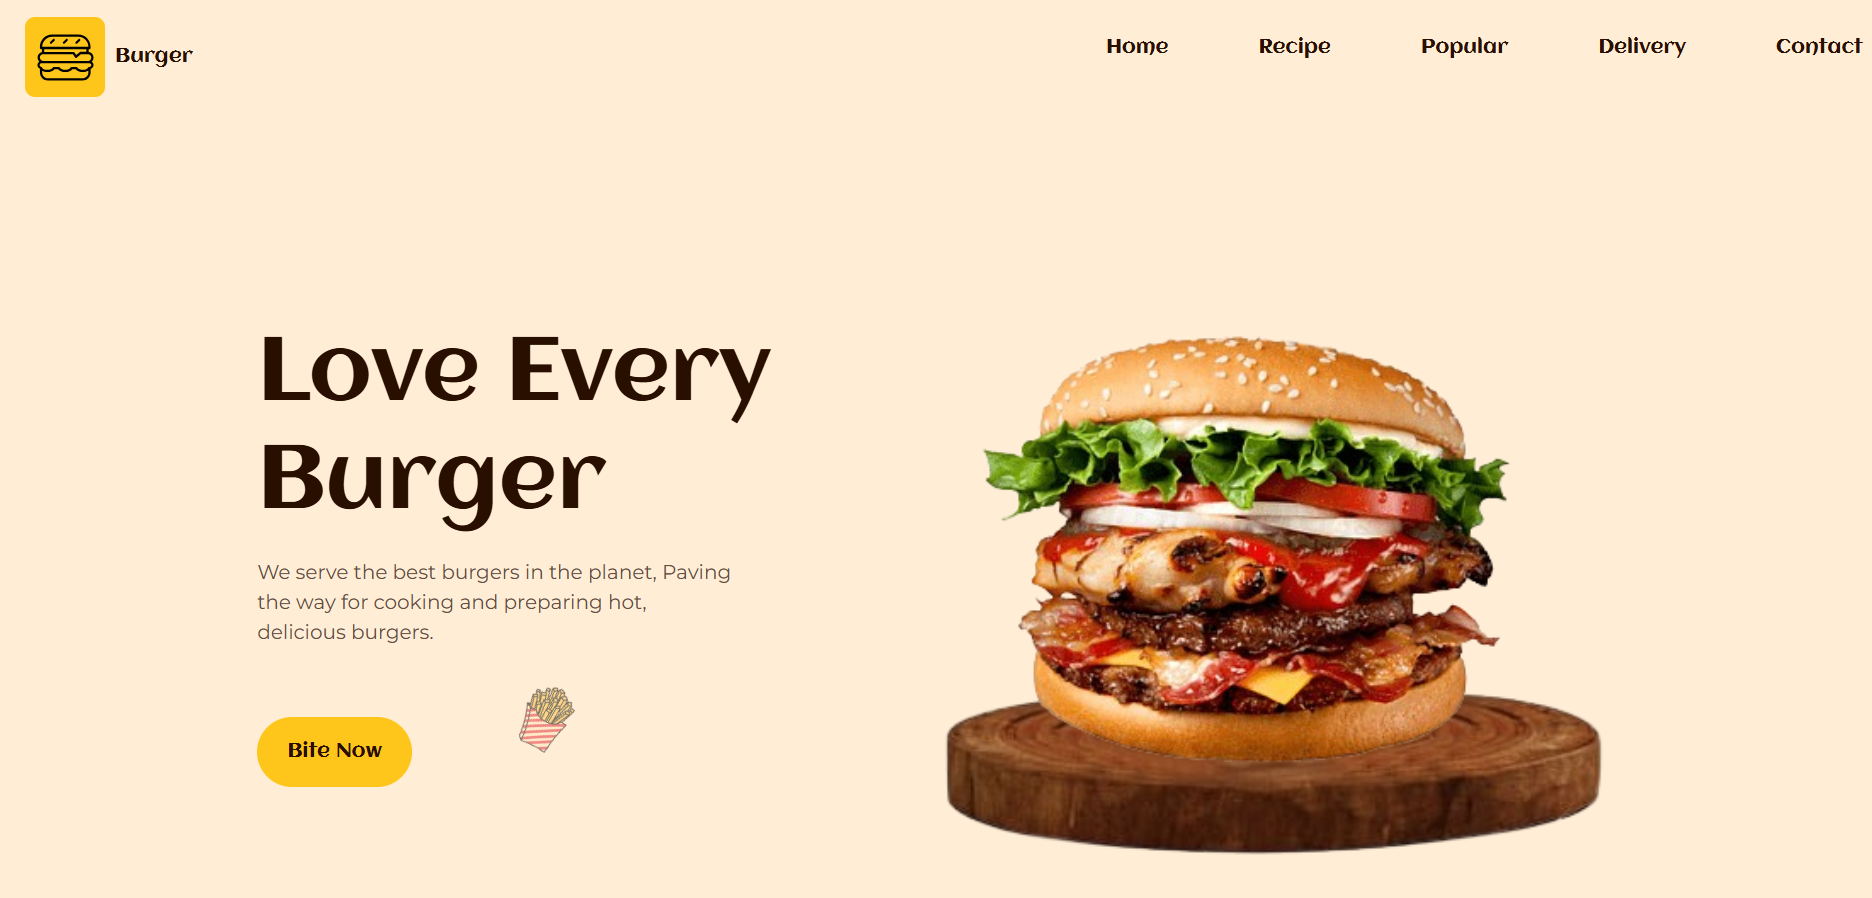 Burger
Home Recipe Popular Delivery Contact
Love Every
Burger
We serve the best burgers in the planet, Paving
the way for cooking and preparing hot,
delicious burgers.
Bite Now